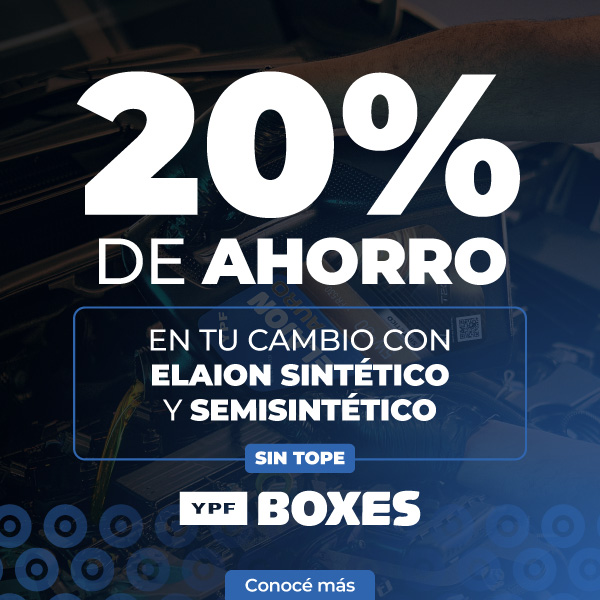 20%
DE AHORRO
EN TU CAMBIO CON
ELAION SINTÉTICO
Y SEMISINTÉTICO
SIN TOPE
YPF BOXES
Conocé más